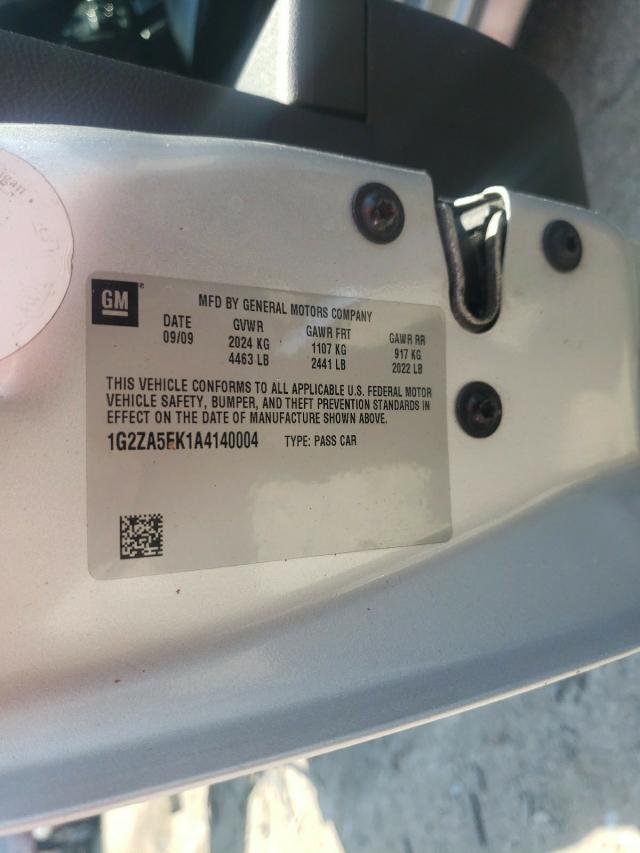 GM
MFD BY GENERAL MOTORS COMPANY
DATE GVWR GAWR FRT GAWR RR
09/09 2024 KG 1107 KG 917 KG
4463 LB 2441 LB 2022 LB
THIS VEHICLE CONFORMS TO ALL APPLICABLE U.S. FEDERAL MOTOR
VEHICLE SAFETY, BUMPER, AND THEFT PREVENTION STANDARDS IN
EFFECT ON THE DATE OF MANUFACTURE SHOWN ABOVE.
1G2ZA5EK1A4140004 TYPE: PASS CAR